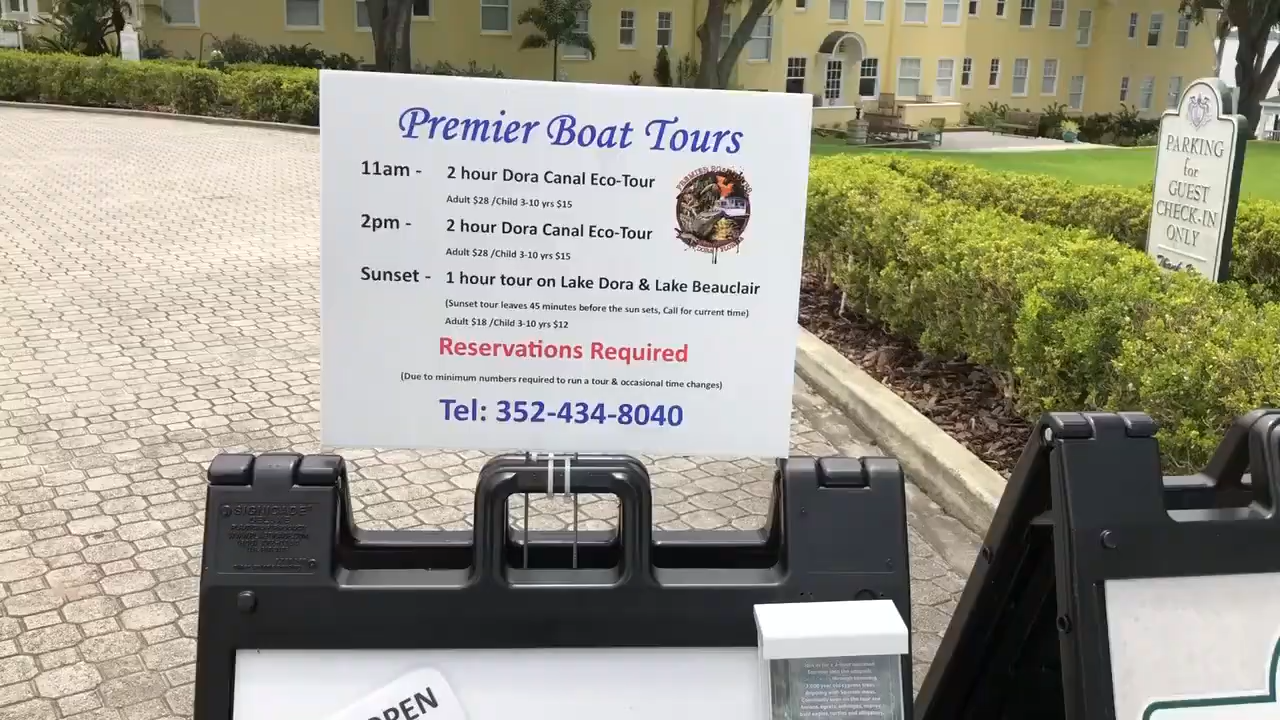 Premier Boat Tours
11am - 2 hour Dora Canal Eco-Tour
Adult $28 /Child 3-10 yrs $15
2pm - 2 hour Dora Canal Eco-Tour
Adult $28 /Child 3-10 yrs $15
Sunset - 1 hour tour on Lake Dora & Lake Beauclair
(Sunset tour leaves 45 minutes before the sun sets, Call for current time)
Adult $18 /Child 3-10 yrs $12
Reservations Required
(Due to minimum numbers required to run a tour & occasional time changes)
Tel: 352-434-8040
PARKING
for
GUEST
CHECK-IN
ONLY
SIGNICADE
OPEN